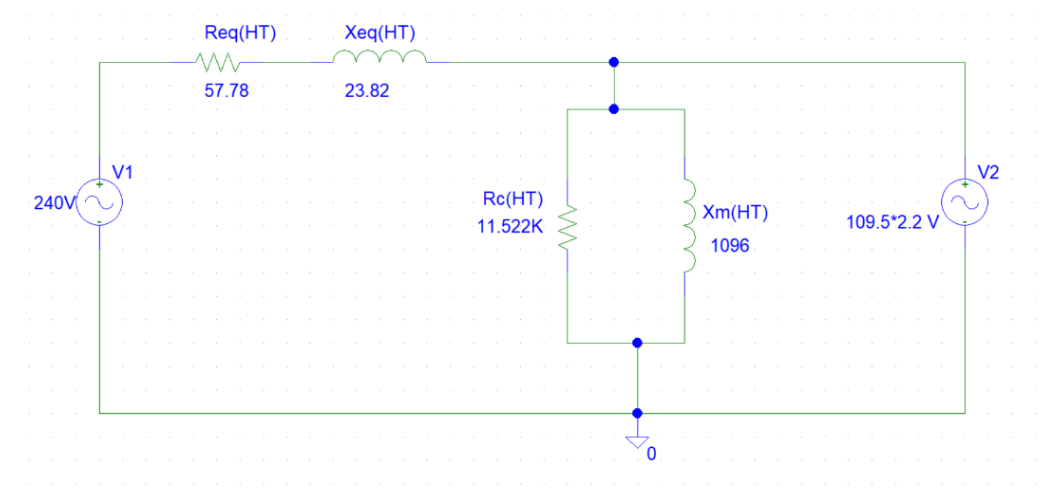 Req(HT)
57.78
Xeq(HT)
23.82
V1
+
240V
-
Rc(HT)
11.522K
Xm(HT)
1096
V2
+
109.5*2.2 V
-
0